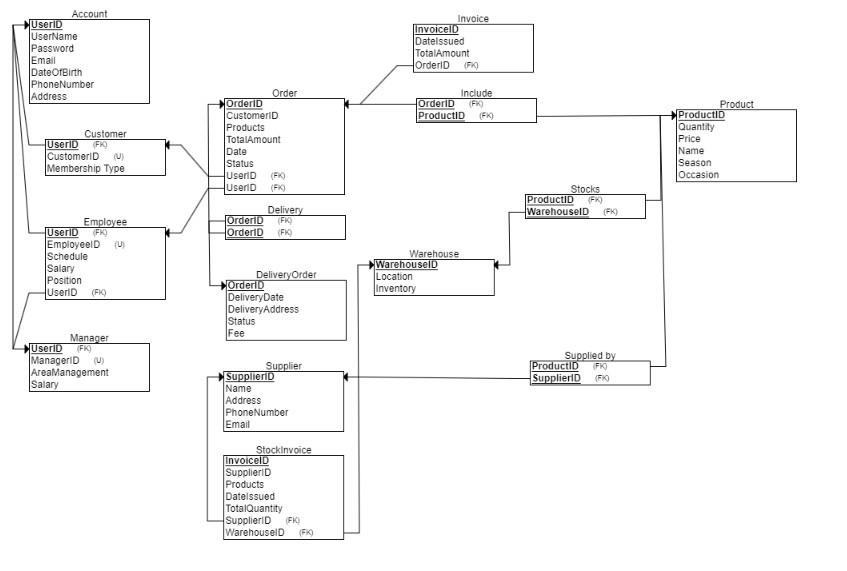 Account
UserID
UserName
Password
Email
DateOfBirth
PhoneNumber
Address
Customer
UserID (FK)
CustomerID (U)
Membership Type
Employee
UserID (FK)
EmployeeID (U)
Schedule
Salary
Position
UserID (FK)
Manager
UserID (FK)
ManagerID (U)
AreaManagement
Salary
Order
OrderID
CustomerID
Products
TotalAmount
Date
Status
UserID (FK)
UserID (FK)
Delivery
OrderID (FK)
OrderID (FK)
DeliveryOrder
OrderID
DeliveryDate
DeliveryAddress
Status
Fee
Supplier
SupplierID
Name
Address
PhoneNumber
Email
StockInvoice
InvoiceID
SupplierID
Products
DateIssued
TotalQuantity
SupplierID (FK)
WarehouseID (FK)
Invoice
InvoiceID
DateIssued
TotalAmount
OrderID (FK)
Include
OrderID (FK)
ProductID (FK)
Warehouse
WarehouseID
Location
Inventory
Stocks
ProductID (FK)
WarehouseID (FK)
Supplied by
ProductID (FK)
SupplierID (FK)
Product
ProductID
Quantity
Price
Name
Season
Occasion